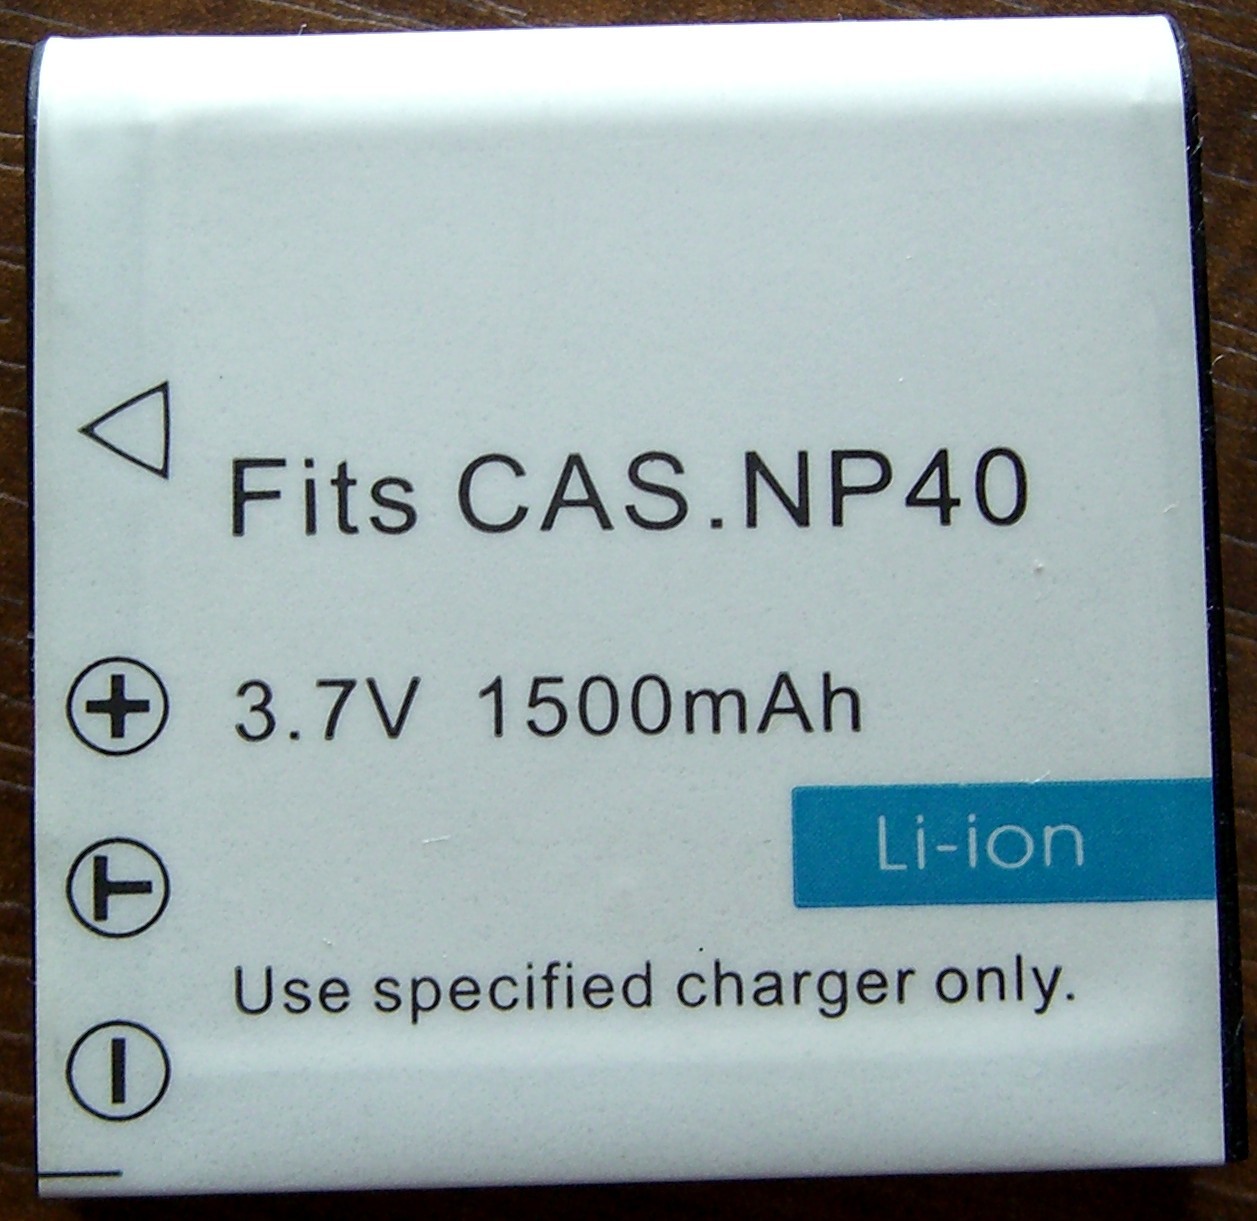 Fits CAS.NP40
+ 3.7V 1500mAh
Li-ion
T
Use specified charger only.
−